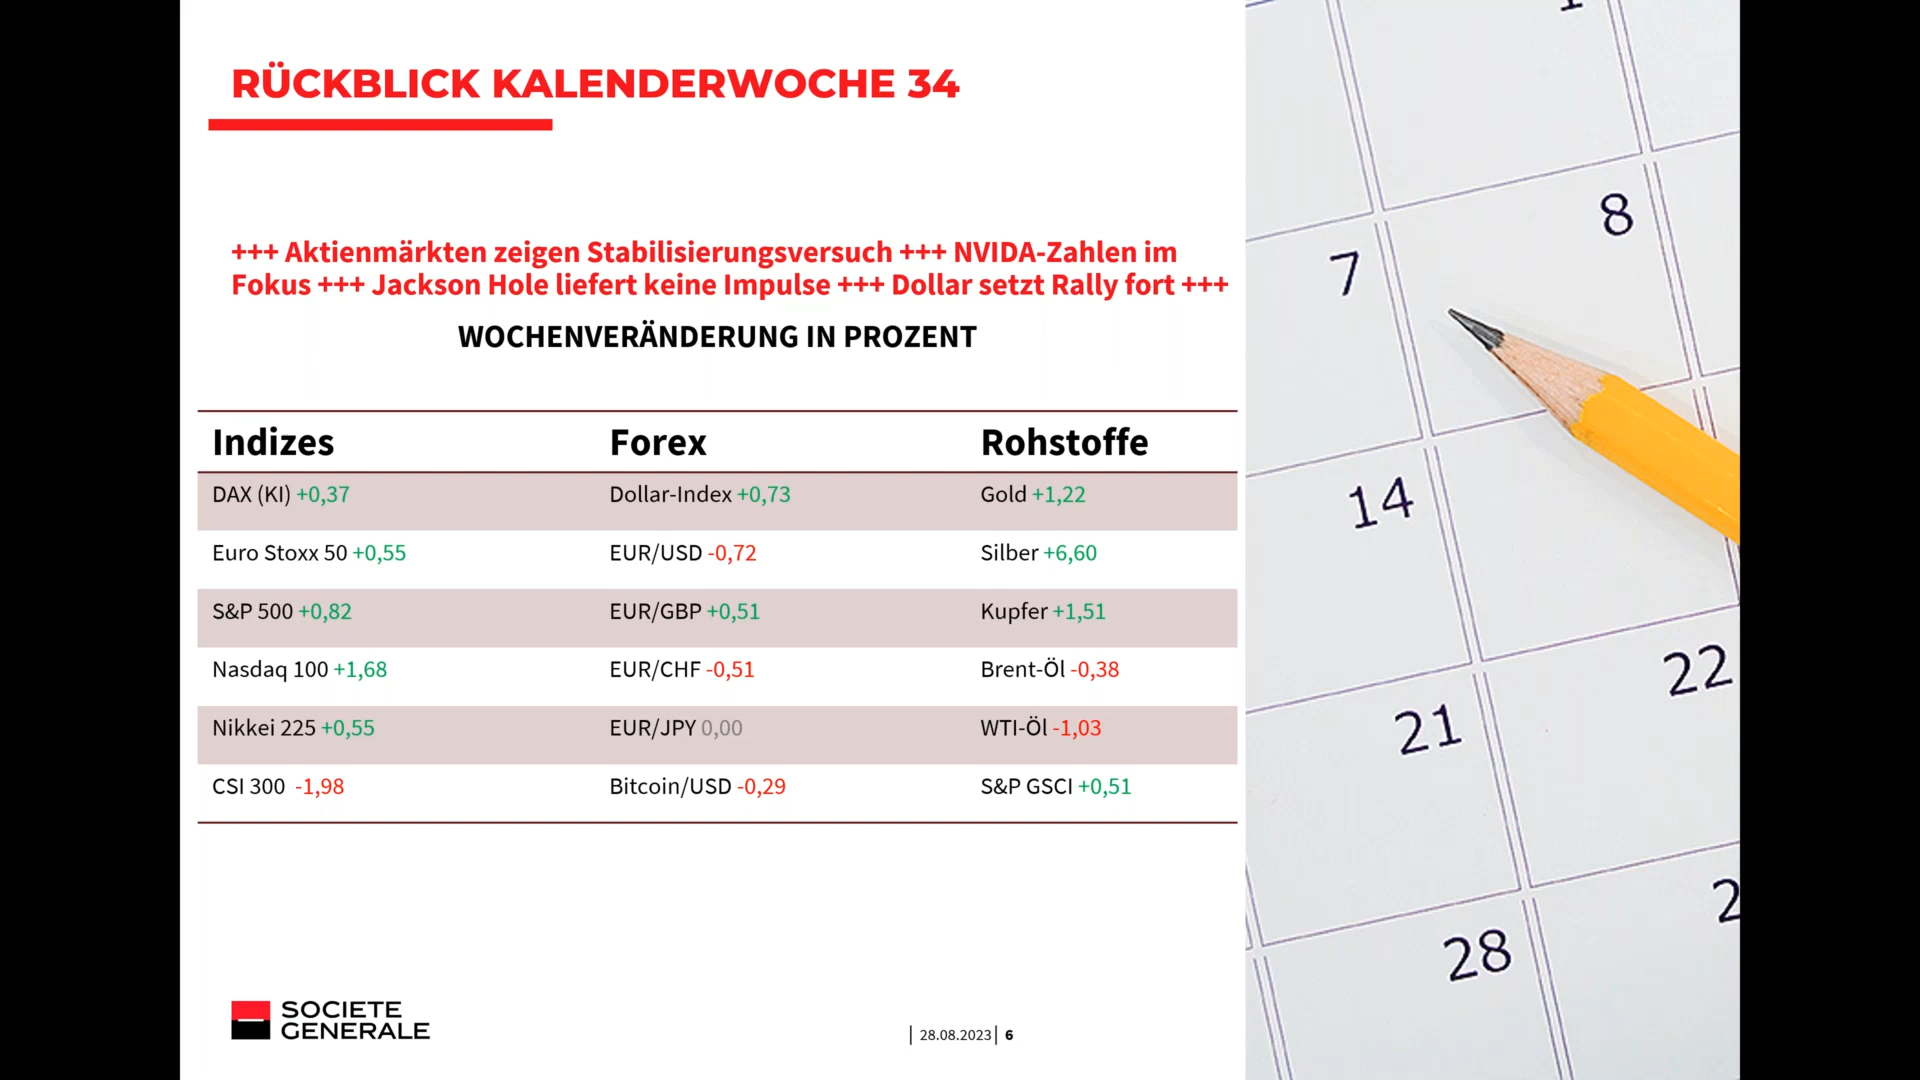 RÜCKBLICK KALENDERWOCHE 34
+++ Aktienmärkten zeigen Stabilisierungsversuch +++ NVIDA-Zahlen im
Fokus +++ Jackson Hole liefert keine Impulse +++ Dollar setzt Rally fort +++
WOCHENVERÄNDERUNG IN PROZENT
Indizes Forex Rohstoffe
DAX (KI) +0,37 Dollar-Index +0,73 Gold +1,22
Euro Stoxx 50 +0,55 EUR/USD -0,72 Silber +6,60
S&P 500 +0,82 EUR/GBP +0,51 Kupfer +1,51
Nasdaq 100 +1,68 EUR/CHF -0,51 Brent-Öl -0,38
Nikkei 225 +0,55 EUR/JPY 0,00 WTI-Öl -1,03
CSI 300 -1,98 Bitcoin/USD -0,29 S&P GSCI +0,51
SOCIETE
GENERALE
| 28.08.2023 | 6
8
7
14
22
21
28